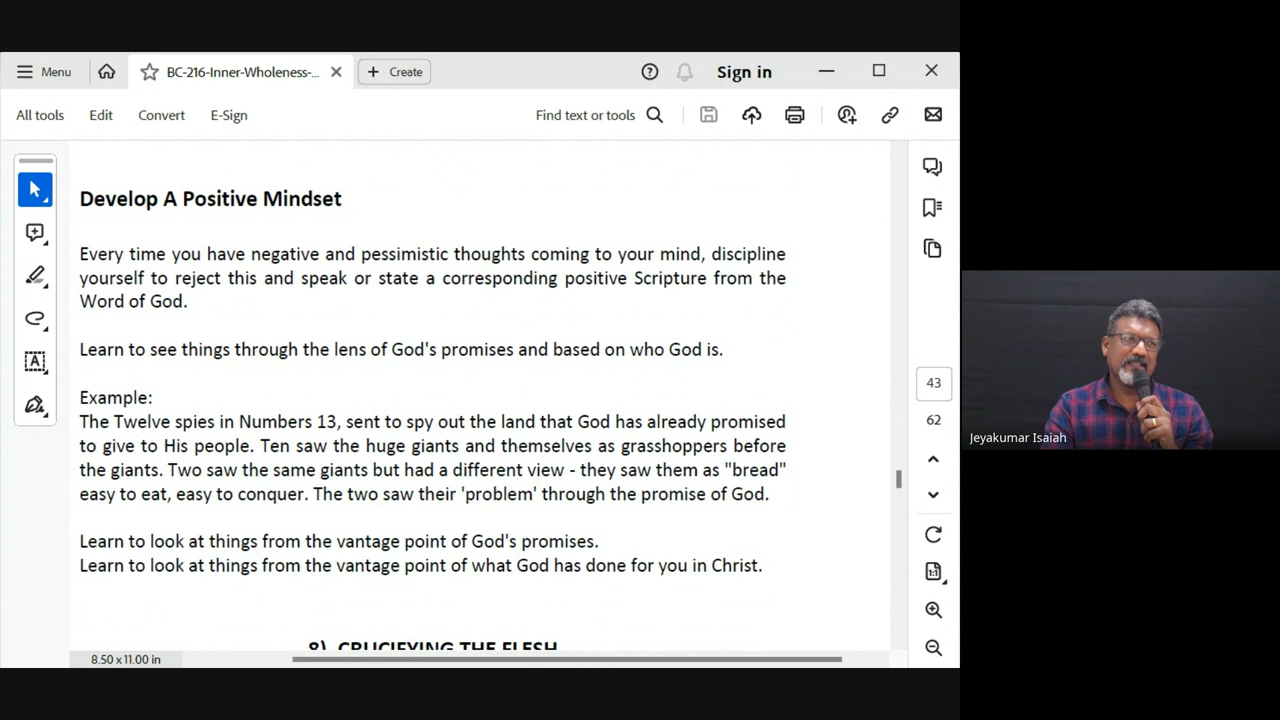 Menu
BC-216-Inner-Wholeness-...
Create
Sign in
All tools
Edit
Convert
E-Sign
Find text or tools
Develop A Positive Mindset
Every time you have negative and pessimistic thoughts coming to your mind, discipline
yourself to reject this and speak or state a corresponding positive Scripture from the
Word of God.
Learn to see things through the lens of God's promises and based on who God is.
Example:
The Twelve spies in Numbers 13, sent to spy out the land that God has already promised
to give to His people. Ten saw the huge giants and themselves as grasshoppers before
the giants. Two saw the same giants but had a different view - they saw them as "bread"
easy to eat, easy to conquer. The two saw their 'problem' through the promise of God.
Learn to look at things from the vantage point of God's promises.
Learn to look at things from the vantage point of what God has done for you in Christ.
8) CRUCIFYING THE FLESH
8.50 x 11.00 in
43
62
1:1
Jeyakumar Isaiah